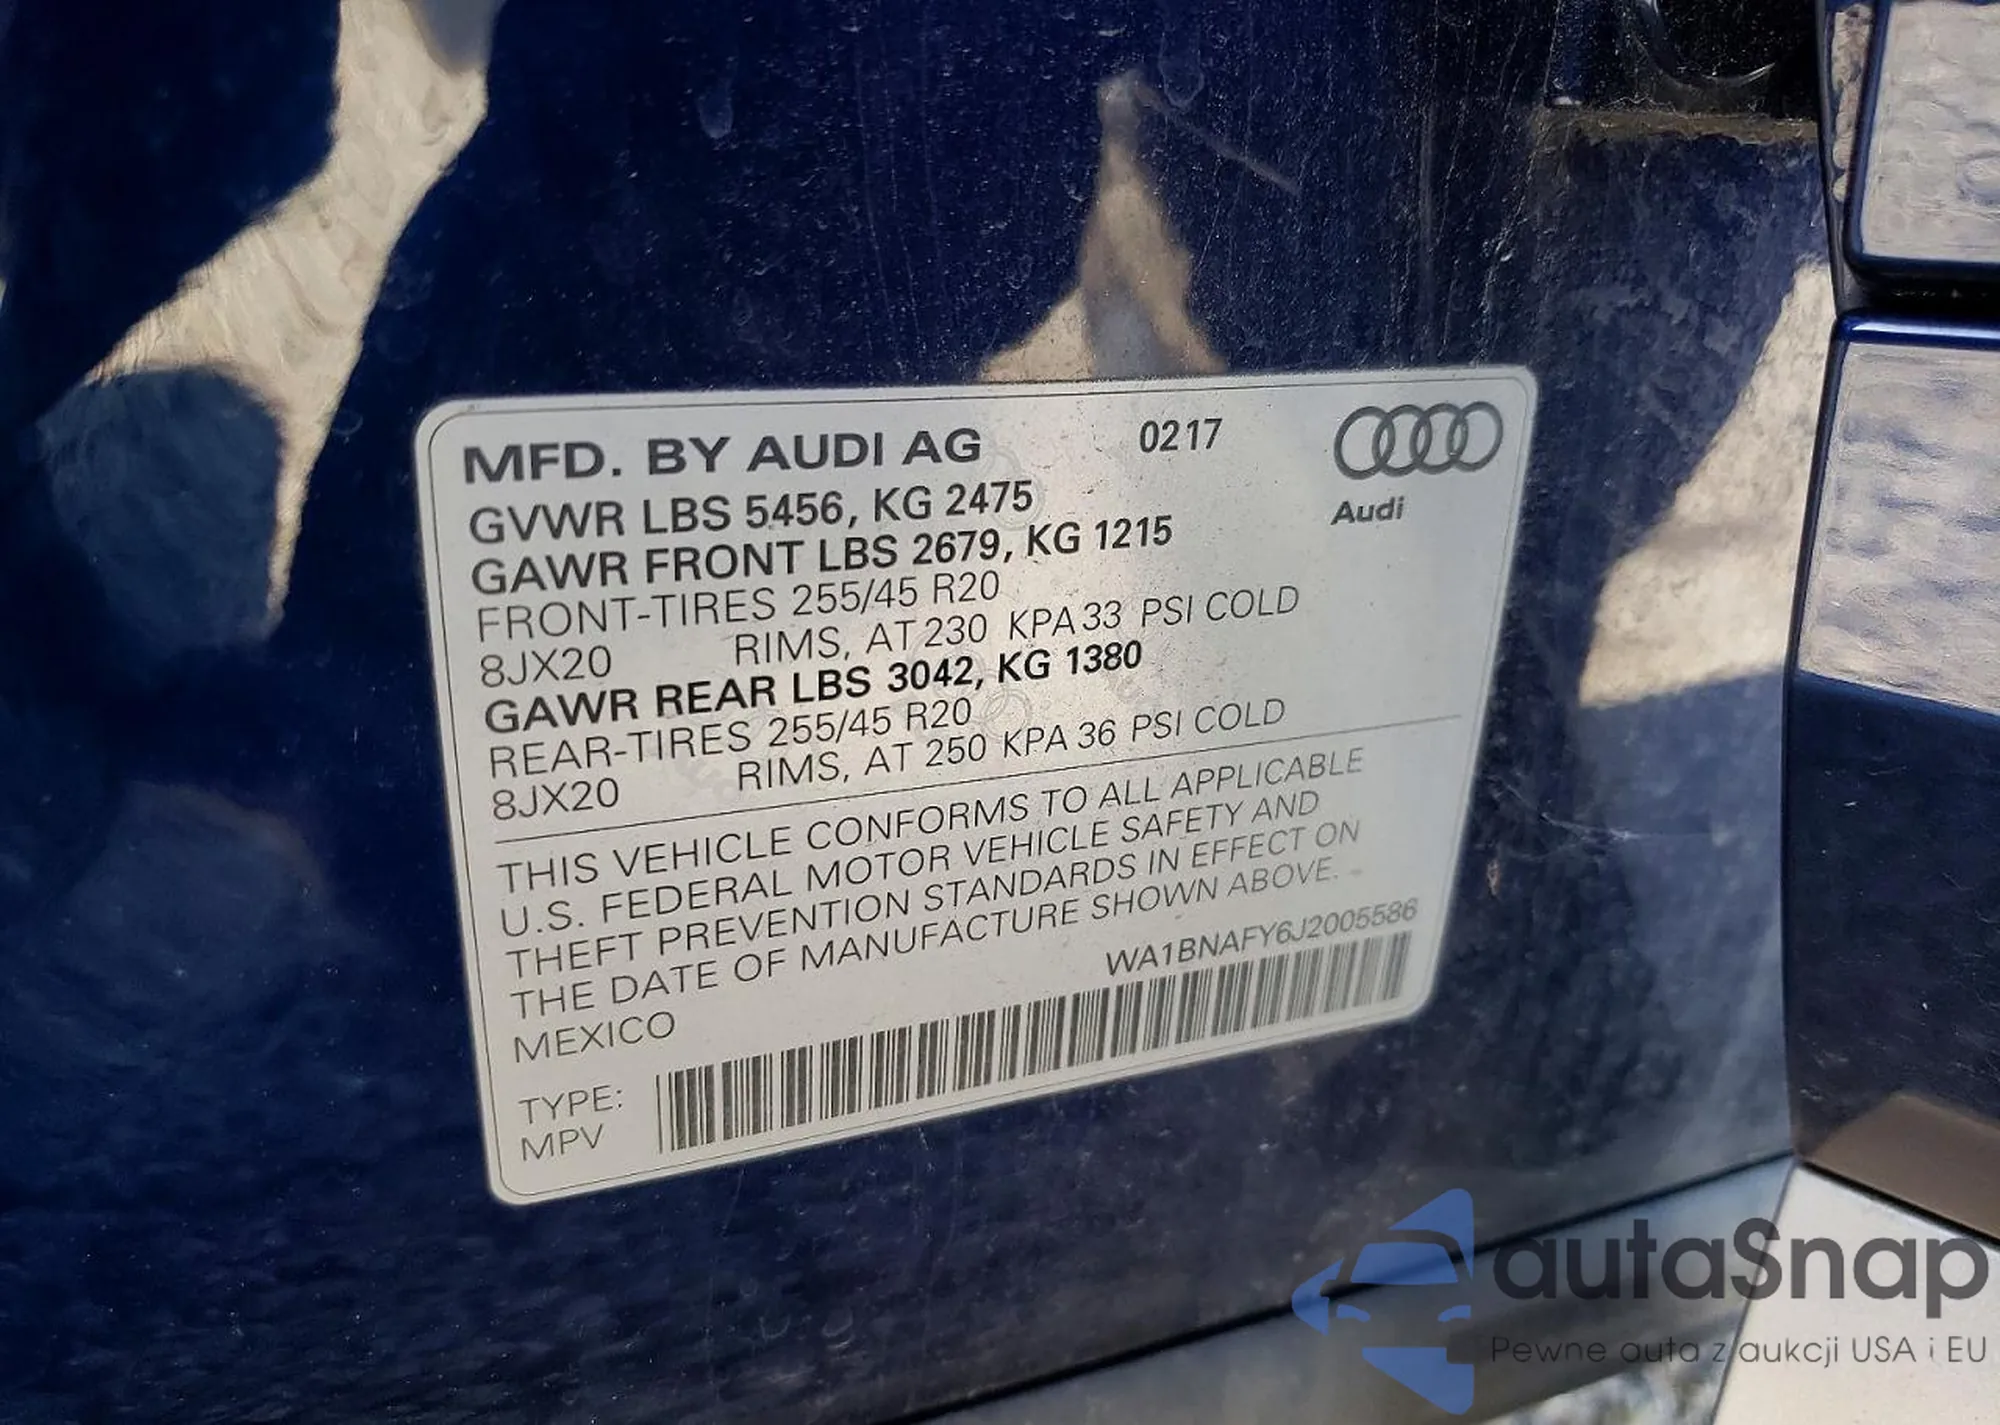 MFD. BY AUDI AG 0217
GVWR LBS 5456, KG 2475
Audi
GAWR FRONT LBS 2679, KG 1215
FRONT-TIRES 255/45 R20
8JX20 RIMS, AT 230 KPA 33 PSI COLD
GAWR REAR LBS 3042, KG 1380
REAR-TIRES 255/45 R20
8JX20 RIMS, AT 250 KPA 36 PSI COLD
THIS VEHICLE CONFORMS TO ALL APPLICABLE
U.S. FEDERAL MOTOR VEHICLE SAFETY AND
THEFT PREVENTION STANDARDS IN EFFECT ON
THE DATE OF MANUFACTURE SHOWN ABOVE.
MEXICO WA1BNAFY6J2005586
TYPE:
MPV
autaSnap
Pewne auta z aukcji USA i EU